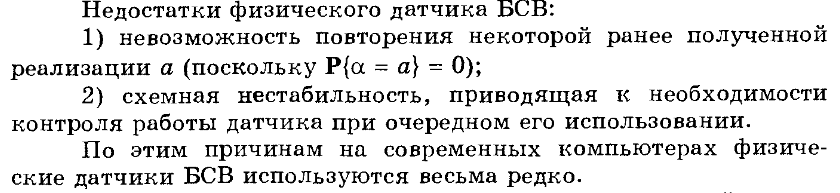 Недостатки физического датчика БСВ:
1) невозможность повторения некоторой ранее полученной
реализации a (поскольку P{α = a} = 0);
2) схемная нестабильность, приводящая к необходимости
контроля работы датчика при очередном его использовании.
По этим причинам на современных компьютерах физиче-
ские датчики БСВ используются весьма редко.